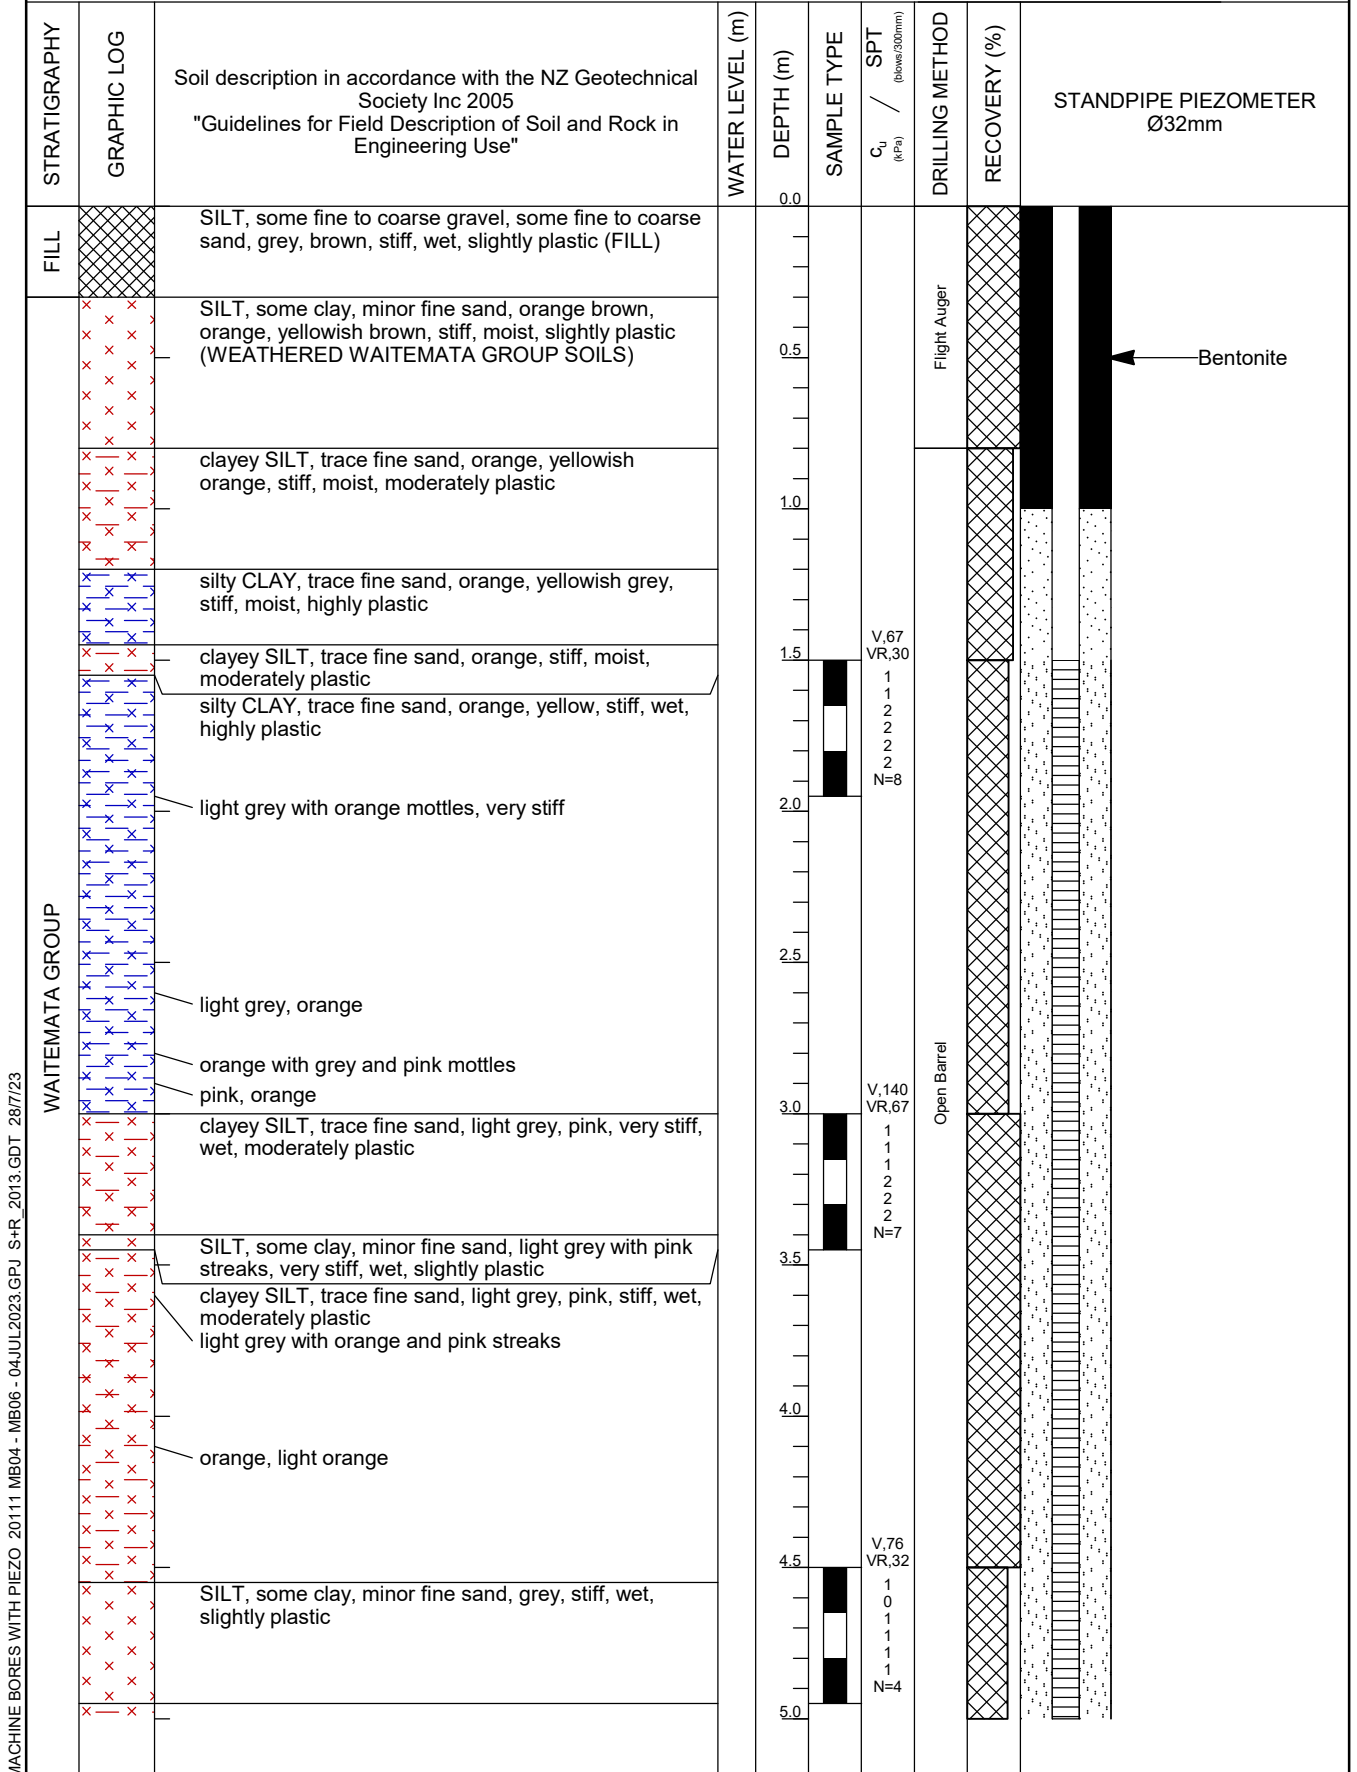 STRATIGRAPHY
GRAPHIC LOG
Soil description in accordance with the NZ Geotechnical
Society Inc 2005
"Guidelines for Field Description of Soil and Rock in
Engineering Use"
WATER LEVEL (m)
DEPTH (m)
SAMPLE TYPE
cu (kPa) / SPT (blows/300mm)
DRILLING METHOD
RECOVERY (%)
STANDPIPE PIEZOMETER
Ø32mm
0.0
FILL
SILT, some fine to coarse gravel, some fine to coarse
sand, grey, brown, stiff, wet, slightly plastic (FILL)
SILT, some clay, minor fine sand, orange brown,
orange, yellowish brown, stiff, moist, slightly plastic
(WEATHERED WAITEMATA GROUP SOILS)
0.5
Flight Auger
Bentonite
clayey SILT, trace fine sand, orange, yellowish
orange, stiff, moist, moderately plastic
1.0
silty CLAY, trace fine sand, orange, yellowish grey,
stiff, moist, highly plastic
V,67
VR,30
1.5
clayey SILT, trace fine sand, orange, stiff, moist,
moderately plastic
silty CLAY, trace fine sand, orange, yellow, stiff, wet,
highly plastic
1
1
2
2
2
2
N=8
light grey with orange mottles, very stiff
2.0
WAITEMATA GROUP
2.5
light grey, orange
orange with grey and pink mottles
pink, orange
Open Barrel
V,140
VR,67
3.0
clayey SILT, trace fine sand, light grey, pink, very stiff,
wet, moderately plastic
1
1
1
2
2
2
N=7
SILT, some clay, minor fine sand, light grey with pink
streaks, very stiff, wet, slightly plastic
3.5
clayey SILT, trace fine sand, light grey, pink, stiff, wet,
moderately plastic
light grey with orange and pink streaks
4.0
orange, light orange
V,76
VR,32
4.5
SILT, some clay, minor fine sand, grey, stiff, wet,
slightly plastic
1
0
1
1
1
1
N=4
5.0
MACHINE BORES WITH PIEZO 20111 MB04 - MB06 - 04JUL2023.GPJ S+R_2013.GDT 28/7/23